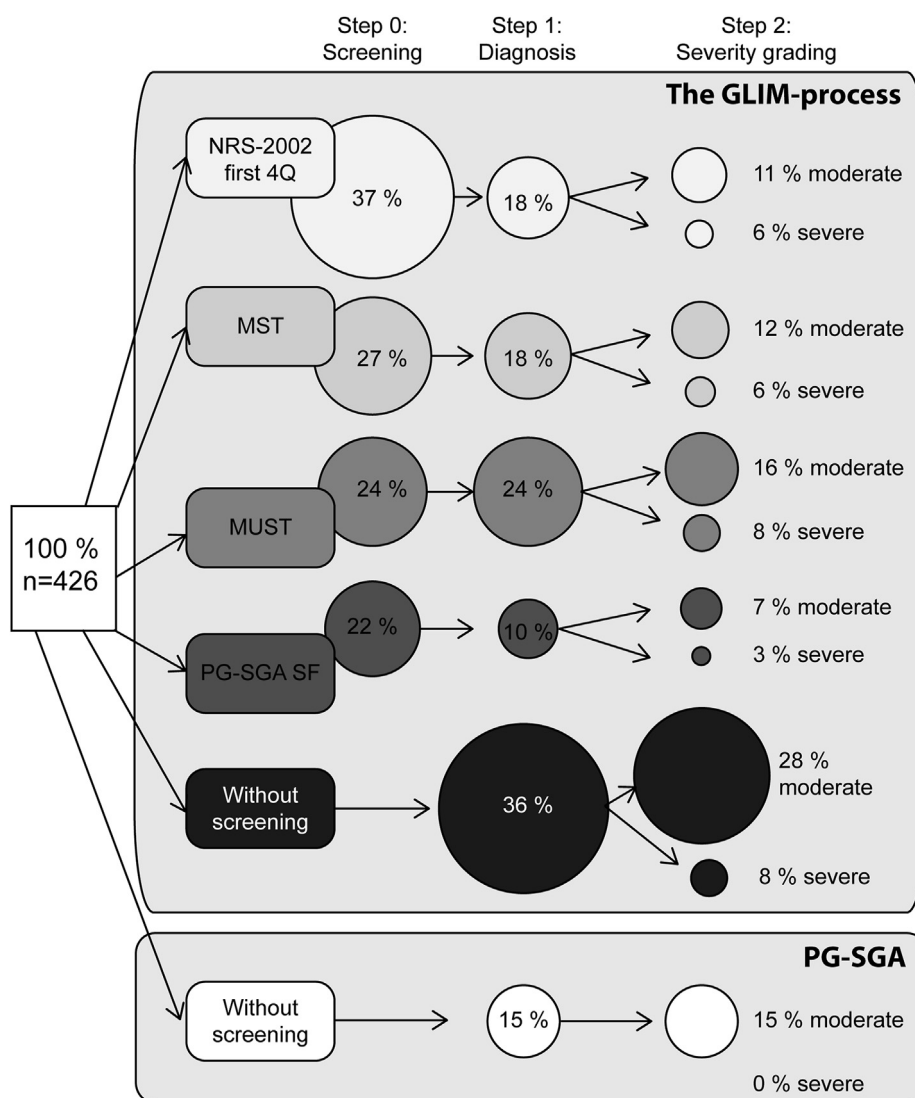 Step 0:
Screening
Step 1:
Diagnosis
Step 2:
Severity grading
The GLIM-process
NRS-2002
first 4Q
37 %
18 %
11 % moderate
6 % severe
MST
27 %
18 %
12 % moderate
6 % severe
MUST
24 %
24 %
16 % moderate
8 % severe
100 %
n=426
PG-SGA SF
22 %
10 %
7 % moderate
3 % severe
Without
screening
36 %
28 %
moderate
8 % severe
PG-SGA
Without
screening
15 %
15 % moderate
0 % severe